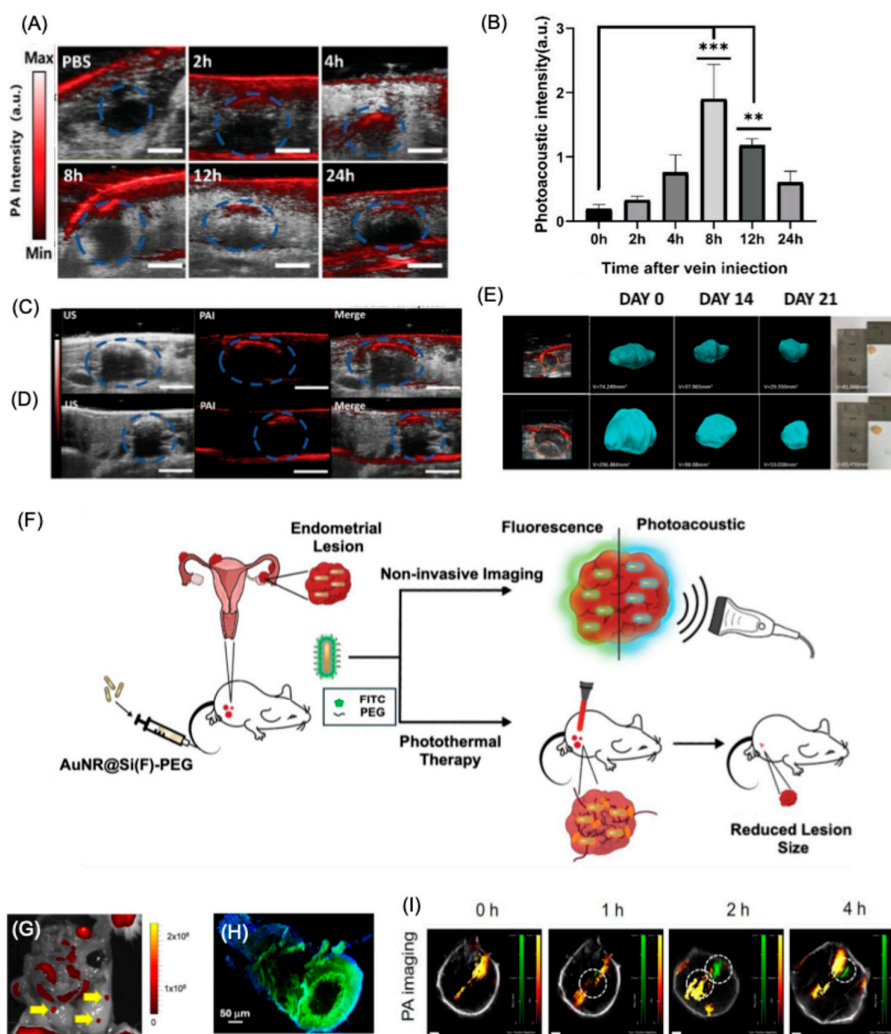 (A)
Max
PA Intensity (a.u.)
Min
PBS
2h
4h
8h
12h
24h
(B)
Photoacoustic intensity(a.u.)
3
2
1
0
***
**
0h 2h 4h 8h 12h 24h
Time after vein injection
(C)
US PAI Merge
(D)
US PAI Merge
(E)
DAY 0 DAY 14 DAY 21
(F)
Endometrial
Lesion
Non-invasive Imaging
Fluorescence Photoacoustic
FITC
PEG
AuNR@Si(F)-PEG
Photothermal
Therapy
Reduced Lesion
Size
(G)
2x10⁸
1x10⁸
0
(H)
50 μm
(I)
0 h 1 h 2 h 4 h
PA imaging